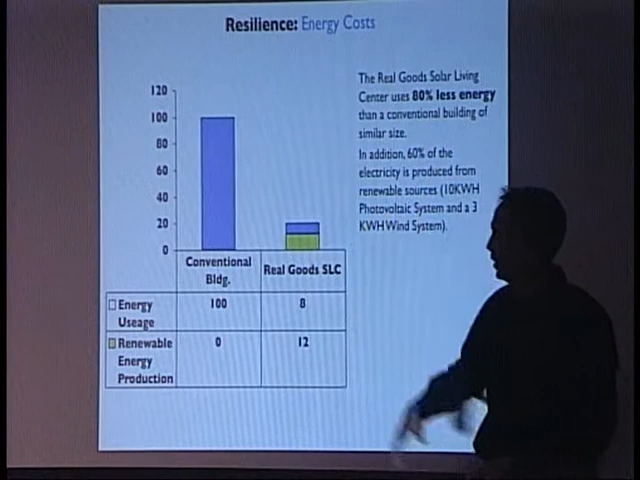 Resilience: Energy Costs
The Real Goods Solar Living
Center uses 80% less energy
than a conventional building of
similar size.
In addition, 60% of the
electricity is produced from
renewable sources (10KWH
Photovoltaic System and a 3
KWH Wind System).
120
100
80
60
40
20
0
Conventional
Bldg.
Real Goods SLC
Energy
Useage
100
8
Renewable
Energy
Production
0
12